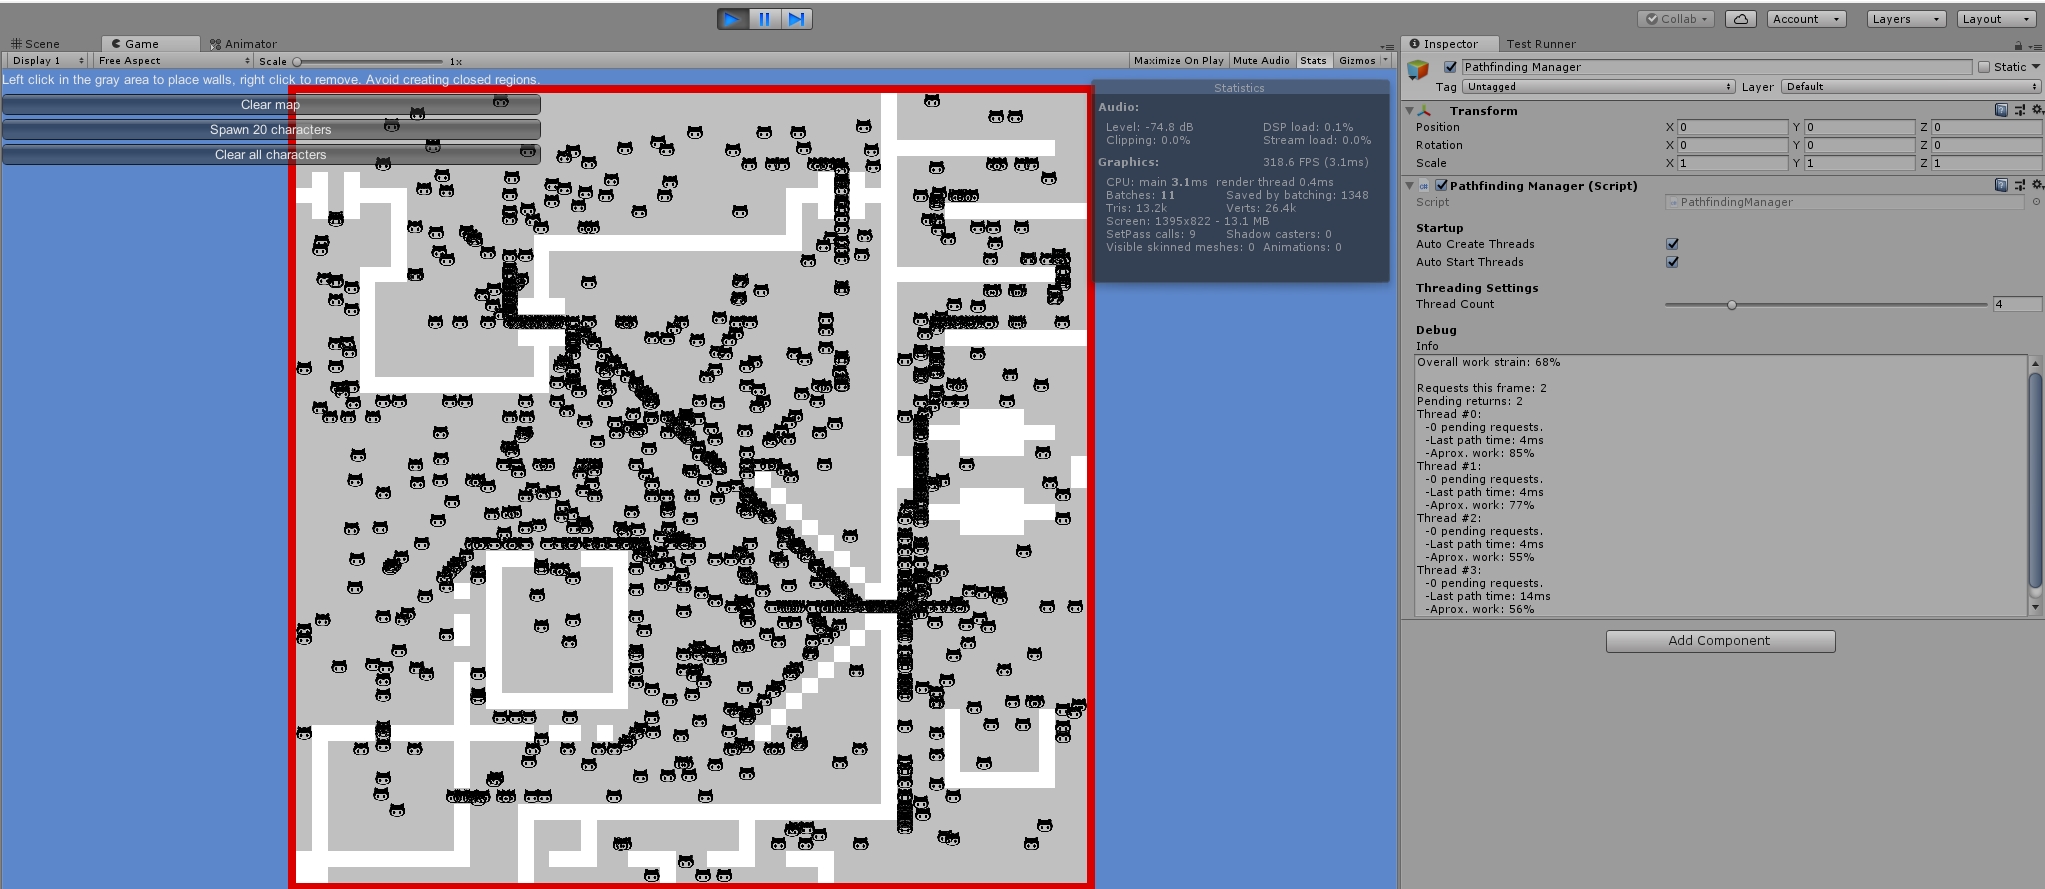 Collab
Account
Layers
Layout
Scene
Game
Animator
Inspector
Test Runner
Display 1
Free Aspect
Scale
1x
Maximize On Play
Mute Audio
Stats
Gizmos
Left click in the gray area to place walls, right click to remove. Avoid creating closed regions.
Clear map
Spawn 20 characters
Clear all characters
Statistics
Audio:
Level: -74.8 dB DSP load: 0.1%
Clipping: 0.0% Stream load: 0.0%
Graphics: 318.6 FPS (3.1ms)
CPU: main 3.1ms render thread 0.4ms
Batches: 11 Saved by batching: 1348
Tris: 13.2k Verts: 26.4k
Screen: 1395x822 - 13.1 MB
SetPass calls: 9 Shadow casters: 0
Visible skinned meshes: 0 Animations: 0
Pathfinding Manager
Static
Tag Untagged Layer Default
Transform
Position X 0 Y 0 Z 0
Rotation X 0 Y 0 Z 0
Scale X 1 Y 1 Z 1
Pathfinding Manager (Script)
Script PathfindingManager
Startup
Auto Create Threads
Auto Start Threads
Threading Settings
Thread Count 4
Debug
Info
Overall work strain: 68%
Requests this frame: 2
Pending returns: 2
Thread #0:
-0 pending requests.
-Last path time: 4ms
-Aprox. work: 85%
Thread #1:
-0 pending requests.
-Last path time: 4ms
-Aprox. work: 77%
Thread #2:
-0 pending requests.
-Last path time: 4ms
-Aprox. work: 55%
Thread #3:
-0 pending requests.
-Last path time: 14ms
-Aprox. work: 56%
Add Component